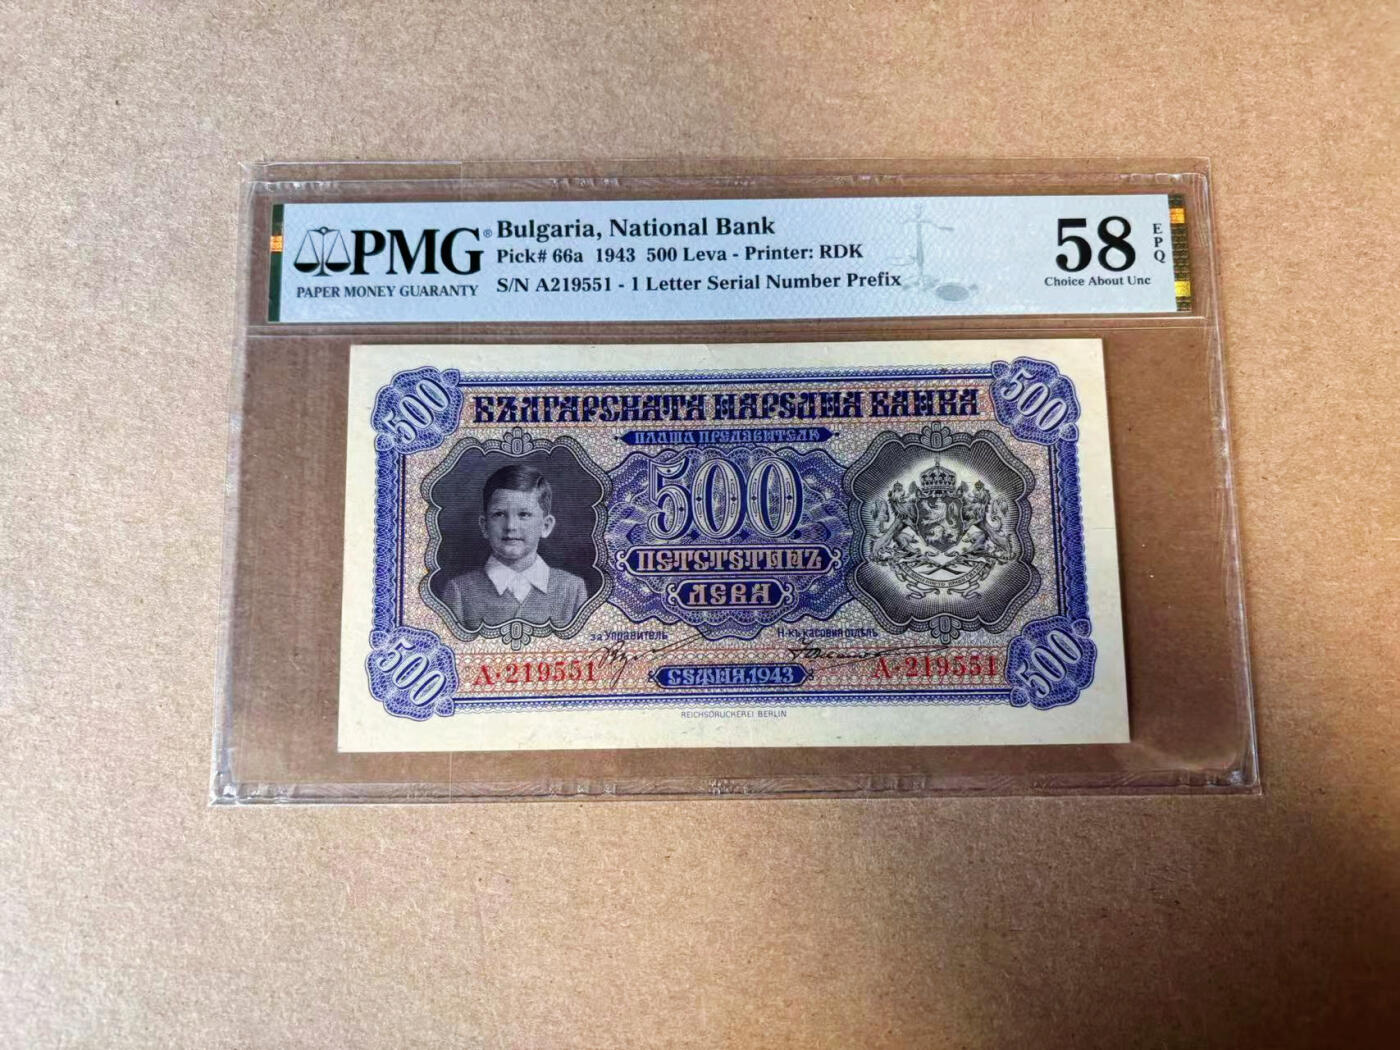 PMG®
PAPER MONEY GUARANTY
Bulgaria, National Bank
Pick# 66a 1943 500 Leva - Printer: RDK
S/N A219551 - 1 Letter Serial Number Prefix
58
EPQ
Choice About Unc
500
500
БЪЛГАРСКАТА НАРОДНА БАНКА
ПЛАЩА ПРЕДЯВИТЕЛЮ
500
ПЕТСТОТИНЪ
ЛЕВА
за Управитель
Н-къ касовия отдѣлъ
А·219551
СОФИЯ, 1943
А·219551
500
500
REICHSDRUCKEREI BERLIN